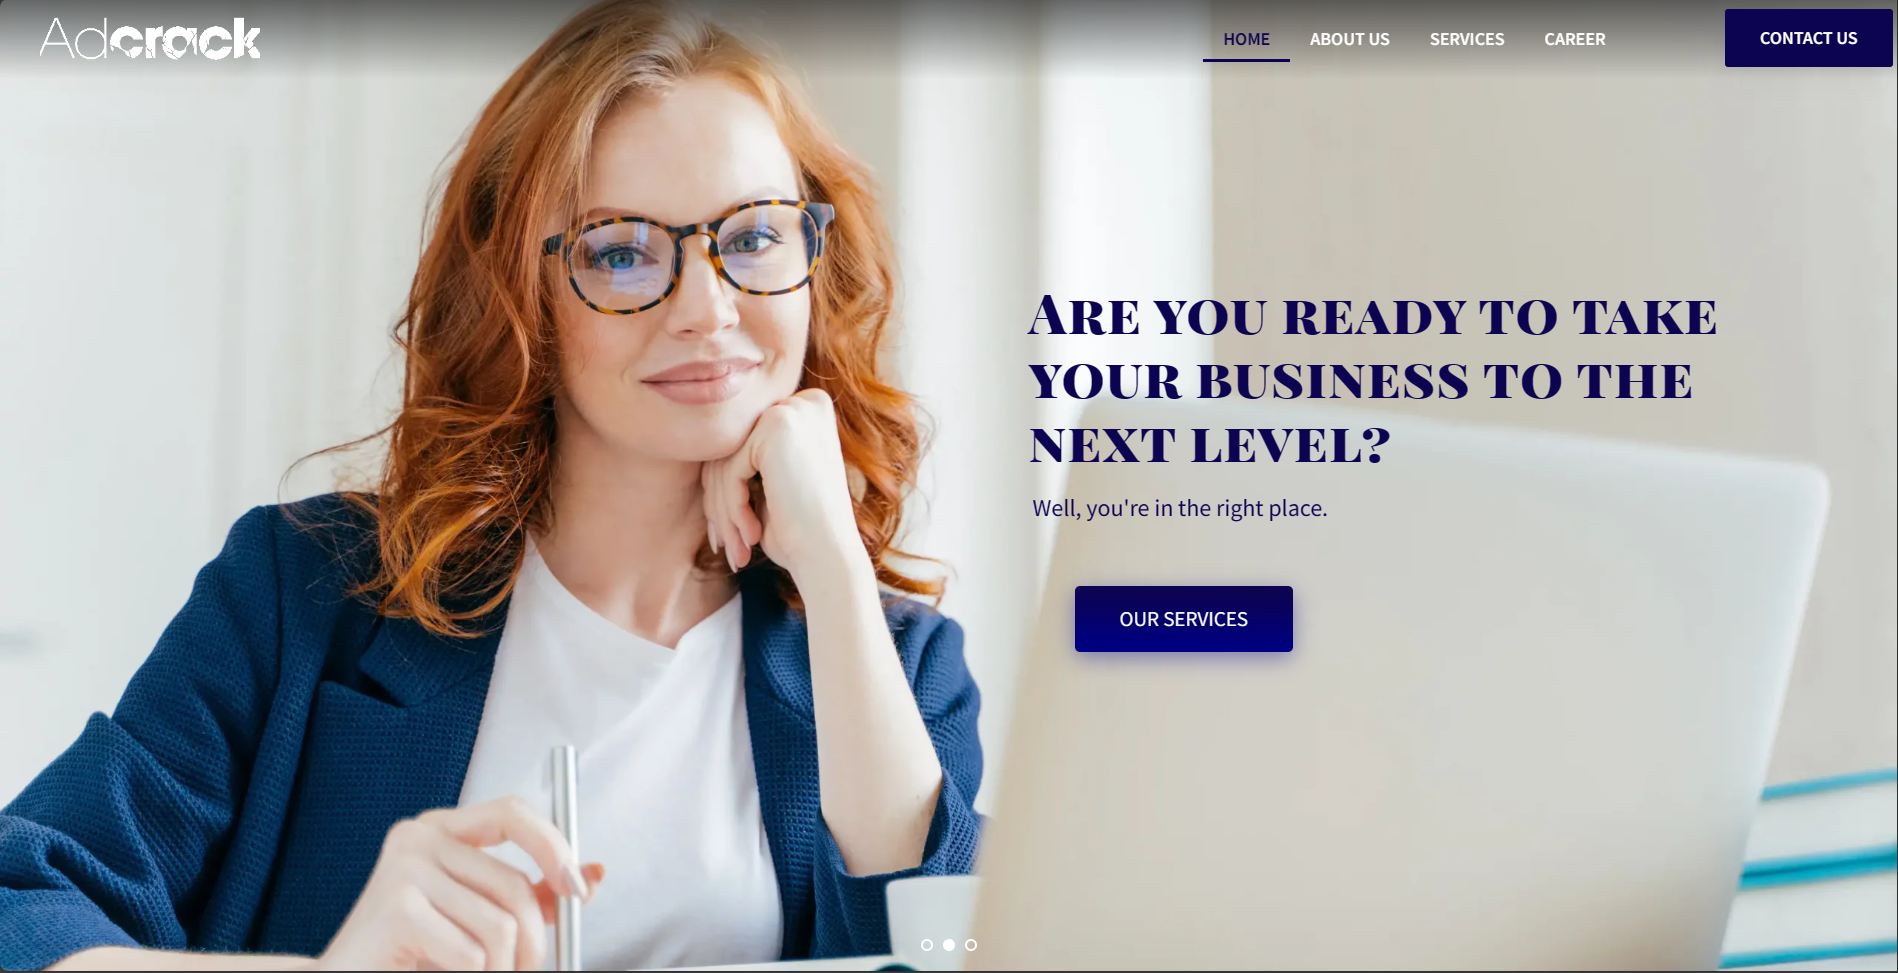 Adcrack
HOME ABOUT US SERVICES CAREER CONTACT US
ARE YOU READY TO TAKE
YOUR BUSINESS TO THE
NEXT LEVEL?
Well, you're in the right place.
OUR SERVICES